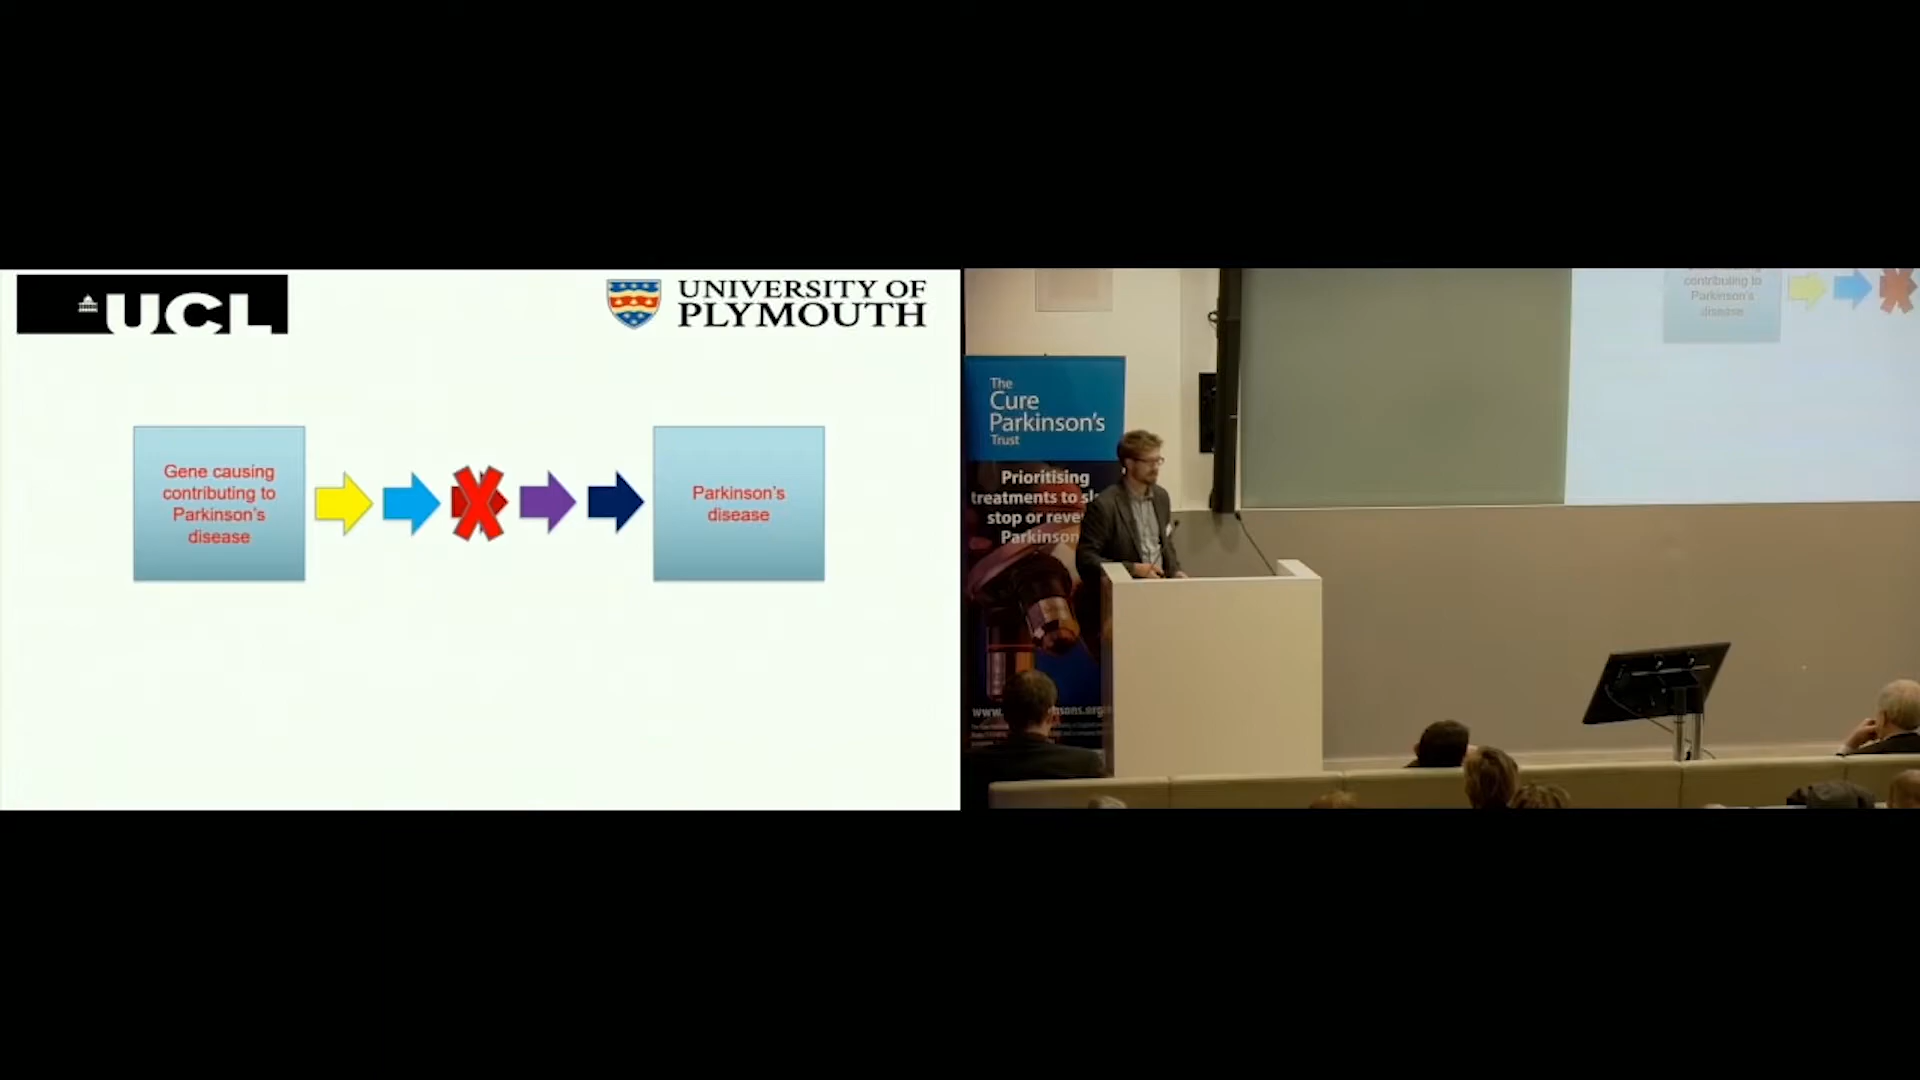 UCL
UNIVERSITY OF
PLYMOUTH
Gene causing
contributing to
Parkinson's
disease
X
Parkinson's
disease
The
Cure
Parkinson's
Trust
Prioritising
treatments to
stop or
Parkinson
www.
contributing to
Parkinson's
disease